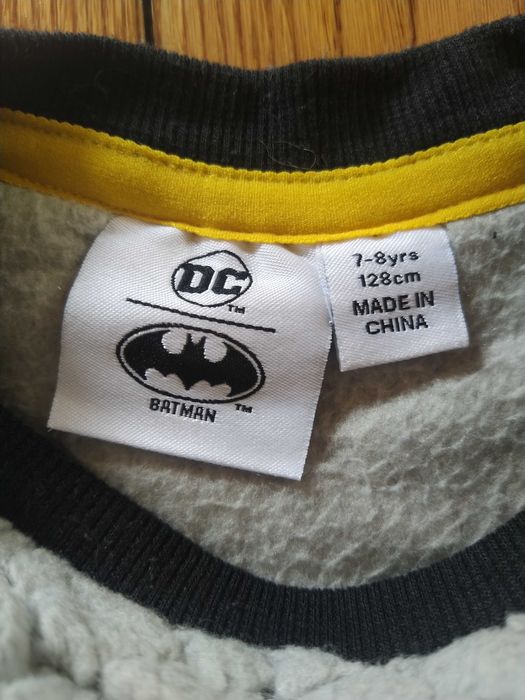 DC
TM
BATMAN TM
7-8yrs
128cm
MADE IN
CHINA